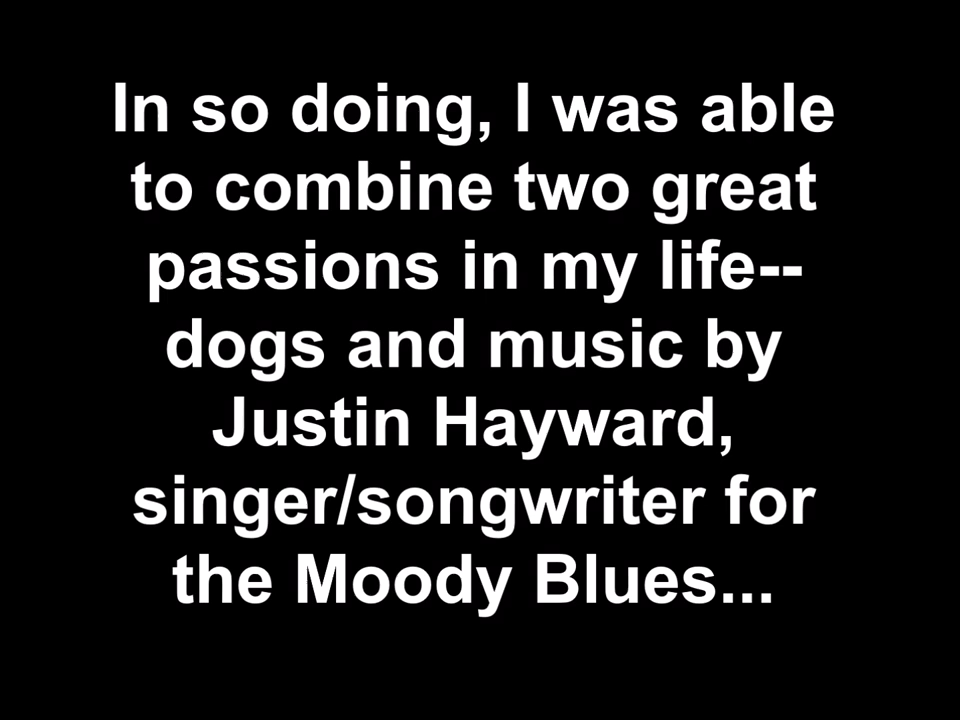 In so doing, I was able
to combine two great
passions in my life--
dogs and music by
Justin Hayward,
singer/songwriter for
the Moody Blues...